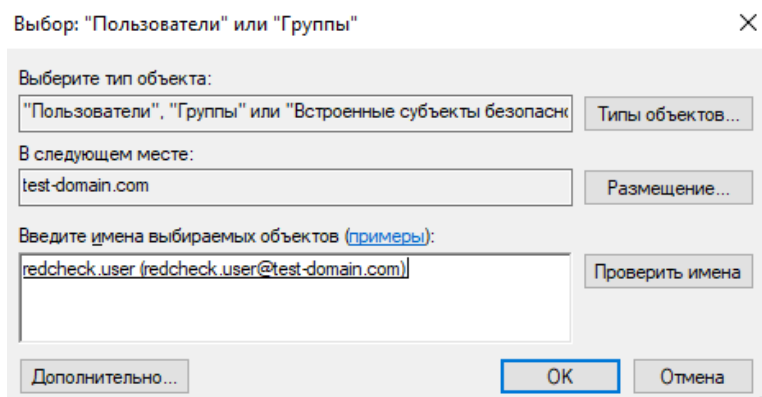 Выбор: "Пользователи" или "Группы"
Выберите тип объекта:
"Пользователи", "Группы" или "Встроенные субъекты безопасно
Типы объектов...
В следующем месте:
test-domain.com
Размещение...
Введите имена выбираемых объектов (примеры):
redcheck.user (redcheck.user@test-domain.com)
Проверить имена
Дополнительно...
OK
Отмена